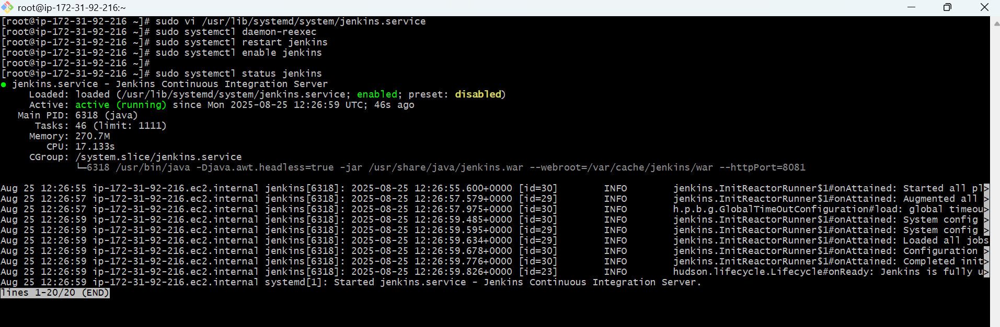 root@ip-172-31-92-216:~
[root@ip-172-31-92-216 ~]# sudo vi /usr/lib/systemd/system/jenkins.service
[root@ip-172-31-92-216 ~]# sudo systemctl daemon-reexec
[root@ip-172-31-92-216 ~]# sudo systemctl restart jenkins
[root@ip-172-31-92-216 ~]# sudo systemctl enable jenkins
[root@ip-172-31-92-216 ~]#
[root@ip-172-31-92-216 ~]# sudo systemctl status jenkins
● jenkins.service - Jenkins Continuous Integration Server
     Loaded: loaded (/usr/lib/systemd/system/jenkins.service; enabled; preset: disabled)
     Active: active (running) since Mon 2025-08-25 12:26:59 UTC; 46s ago
   Main PID: 6318 (java)
      Tasks: 46 (limit: 1111)
     Memory: 270.7M
        CPU: 17.133s
     CGroup: /system.slice/jenkins.service
             └─6318 /usr/bin/java -Djava.awt.headless=true -jar /usr/share/java/jenkins.war --webroot=/var/cache/jenkins/war --httpPort=8081
Aug 25 12:26:55 ip-172-31-92-216.ec2.internal jenkins[6318]: 2025-08-25 12:26:55.600+0000 [id=30]        INFO        jenkins.InitReactorRunner$1#onAttained: Started all pl>
Aug 25 12:26:57 ip-172-31-92-216.ec2.internal jenkins[6318]: 2025-08-25 12:26:57.579+0000 [id=29]        INFO        jenkins.InitReactorRunner$1#onAttained: Augmented all >
Aug 25 12:26:57 ip-172-31-92-216.ec2.internal jenkins[6318]: 2025-08-25 12:26:57.975+0000 [id=30]        INFO        h.p.b.g.GlobalTimeOutConfiguration#load: global timeou>
Aug 25 12:26:59 ip-172-31-92-216.ec2.internal jenkins[6318]: 2025-08-25 12:26:59.485+0000 [id=30]        INFO        jenkins.InitReactorRunner$1#onAttained: System config >
Aug 25 12:26:59 ip-172-31-92-216.ec2.internal jenkins[6318]: 2025-08-25 12:26:59.595+0000 [id=29]        INFO        jenkins.InitReactorRunner$1#onAttained: System config >
Aug 25 12:26:59 ip-172-31-92-216.ec2.internal jenkins[6318]: 2025-08-25 12:26:59.634+0000 [id=29]        INFO        jenkins.InitReactorRunner$1#onAttained: Loaded all jobs
Aug 25 12:26:59 ip-172-31-92-216.ec2.internal jenkins[6318]: 2025-08-25 12:26:59.678+0000 [id=30]        INFO        jenkins.InitReactorRunner$1#onAttained: Configuration >
Aug 25 12:26:59 ip-172-31-92-216.ec2.internal jenkins[6318]: 2025-08-25 12:26:59.776+0000 [id=30]        INFO        jenkins.InitReactorRunner$1#onAttained: Completed init>
Aug 25 12:26:59 ip-172-31-92-216.ec2.internal jenkins[6318]: 2025-08-25 12:26:59.826+0000 [id=23]        INFO        hudson.lifecycle.Lifecycle#onReady: Jenkins is fully u>
Aug 25 12:26:59 ip-172-31-92-216.ec2.internal systemd[1]: Started jenkins.service - Jenkins Continuous Integration Server.
lines 1-20/20 (END)